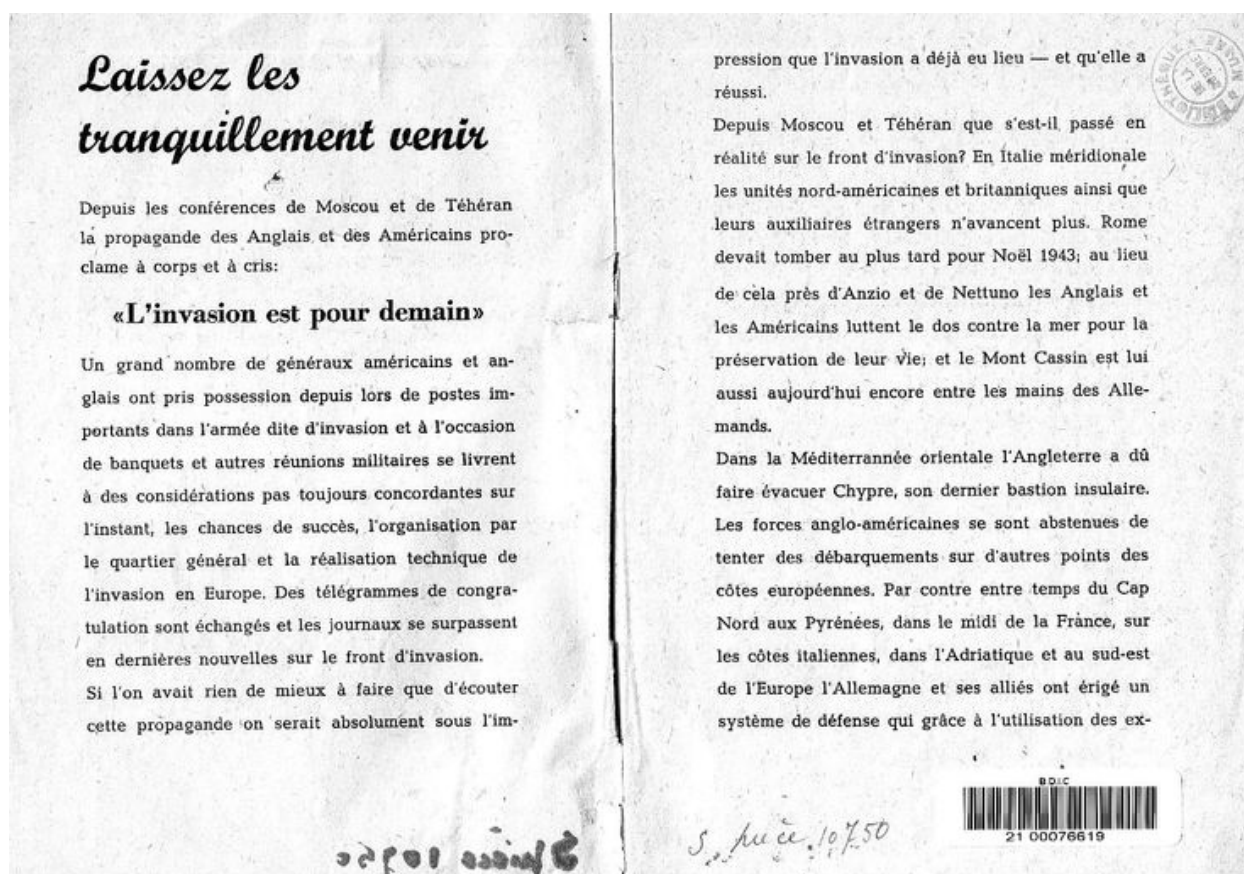 Laissez les
tranquillement venir
Depuis les conférences de Moscou et de Téhéran
la propagande des Anglais et des Américains pro-
clame à corps et à cris:
«L'invasion est pour demain»
Un grand nombre de généraux américains et an-
glais ont pris possession depuis lors de postes im-
portants dans l'armée dite d'invasion et à l'occasion
de banquets et autres réunions militaires se livrent
à des considérations pas toujours concordantes sur
l'instant, les chances de succès, l'organisation par
le quartier général et la réalisation technique de
l'invasion en Europe. Des télégrammes de congra-
tulation sont échangés et les journaux se surpassent
en dernières nouvelles sur le front d'invasion.
Si l'on avait rien de mieux à faire que d'écouter
cette propagande on serait absolument sous l'im-
pression que l'invasion a déjà eu lieu — et qu'elle a
réussi.
Depuis Moscou et Téhéran que s'est-il passé en
réalité sur le front d'invasion? En Italie méridionale
les unités nord-américaines et britanniques ainsi que
leurs auxiliaires étrangers n'avancent plus. Rome
devait tomber au plus tard pour Noël 1943; au lieu
de cela près d'Anzio et de Nettuno les Anglais et
les Américains luttent le dos contre la mer pour la
préservation de leur vie; et le Mont Cassin est lui
aussi aujourd'hui encore entre les mains des Alle-
mands.
Dans la Méditerrannée orientale l'Angleterre a dû
faire évacuer Chypre, son dernier bastion insulaire.
Les forces anglo-américaines se sont abstenues de
tenter des débarquements sur d'autres points des
côtes européennes. Par contre entre temps du Cap
Nord aux Pyrénées, dans le midi de la France, sur
les côtes italiennes, dans l'Adriatique et au sud-est
de l'Europe l'Allemagne et ses alliés ont érigé un
système de défense qui grâce à l'utilisation des ex-
S pièce 10750
B.D.I.C
21 00076619